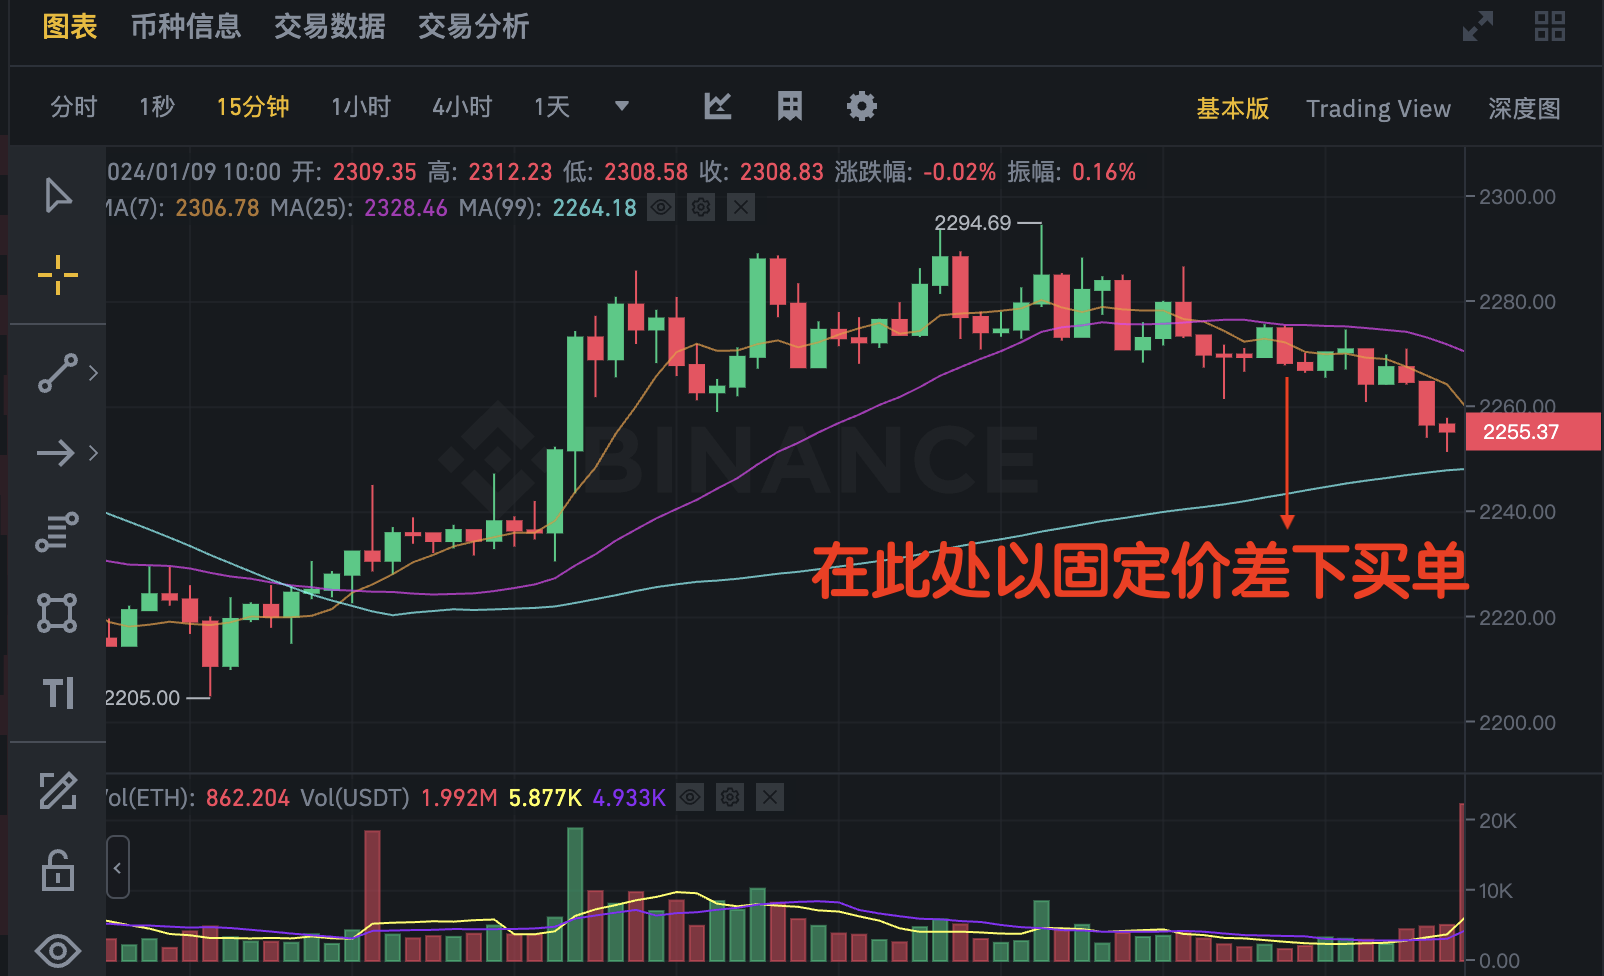 图表 币种信息 交易数据 交易分析
分时 1秒 15分钟 1小时 4小时 1天 基本版 Trading View 深度图
024/01/09 10:00 开: 2309.35 高: 2312.23 低: 2308.58 收: 2308.83 涨跌幅: -0.02% 振幅: 0.16%
MA(7): 2306.78 MA(25): 2328.46 MA(99): 2264.18
2300.00
2294.69
2280.00
2260.00
2255.37
BINANCE
2240.00
在此处以固定价差下买单
2220.00
2205.00
2200.00
TI
Vol(ETH): 862.204 Vol(USDT) 1.992M 5.877K 4.933K
20K
10K
0.00